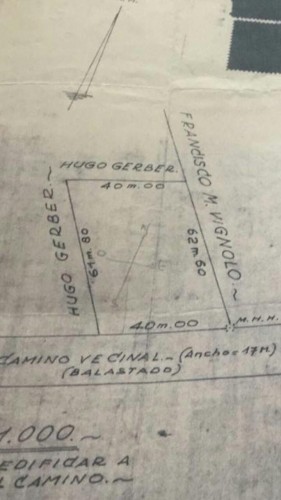 HUGO GERBER.
40m.00
FRANCISCO M. VIGNOLO.~
HUGO GERBER~
61m.80
62m.60
40m.00
M.H.H.
CAMINO VECINAL.~ (Ancho=17M)
(BALASTADO)
1.000.~
EDIFICAR A
L CAMINO.~